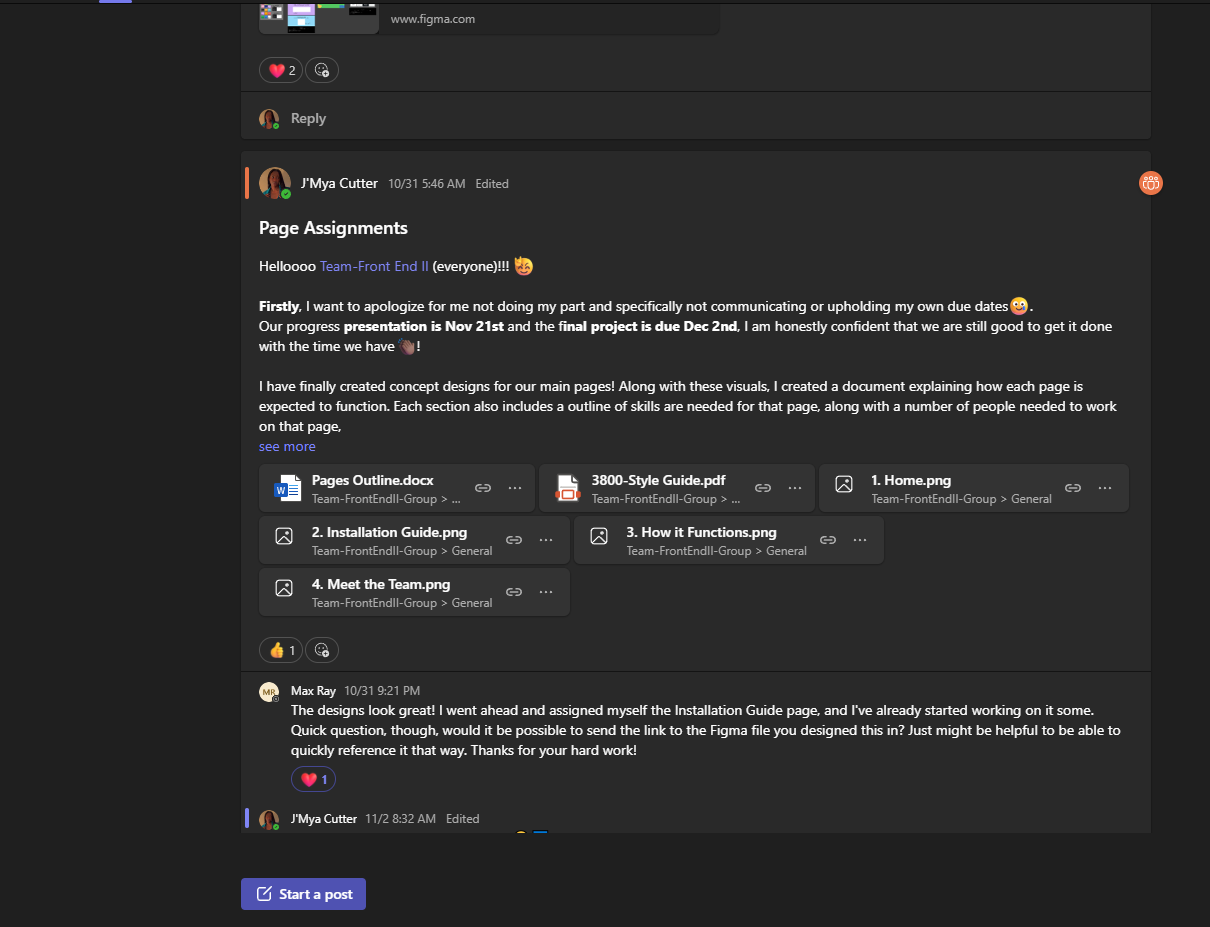 www.figma.com
2
Reply
J'Mya Cutter 10/31 5:46 AM Edited
Page Assignments
Helloooo Team-Front End II (everyone)!!!
Firstly, I want to apologize for me not doing my part and specifically not communicating or upholding my own due dates.
Our progress presentation is Nov 21st and the final project is due Dec 2nd, I am honestly confident that we are still good to get it done
with the time we have !
I have finally created concept designs for our main pages! Along with these visuals, I created a document explaining how each page is
expected to function. Each section also includes a outline of skills are needed for that page, along with a number of people needed to work
on that page,
see more
Pages Outline.docx
Team-FrontEndII-Group > ...
3800-Style Guide.pdf
Team-FrontEndII-Group > ...
1. Home.png
Team-FrontEndII-Group > General
2. Installation Guide.png
Team-FrontEndII-Group > General
3. How it Functions.png
Team-FrontEndII-Group > General
4. Meet the Team.png
Team-FrontEndII-Group > General
1
MR
Max Ray 10/31 9:21 PM
The designs look great! I went ahead and assigned myself the Installation Guide page, and I've already started working on it some.
Quick question, though, would it be possible to send the link to the Figma file you designed this in? Just might be helpful to be able to
quickly reference it that way. Thanks for your hard work!
1
J'Mya Cutter 11/2 8:32 AM Edited
Start a post